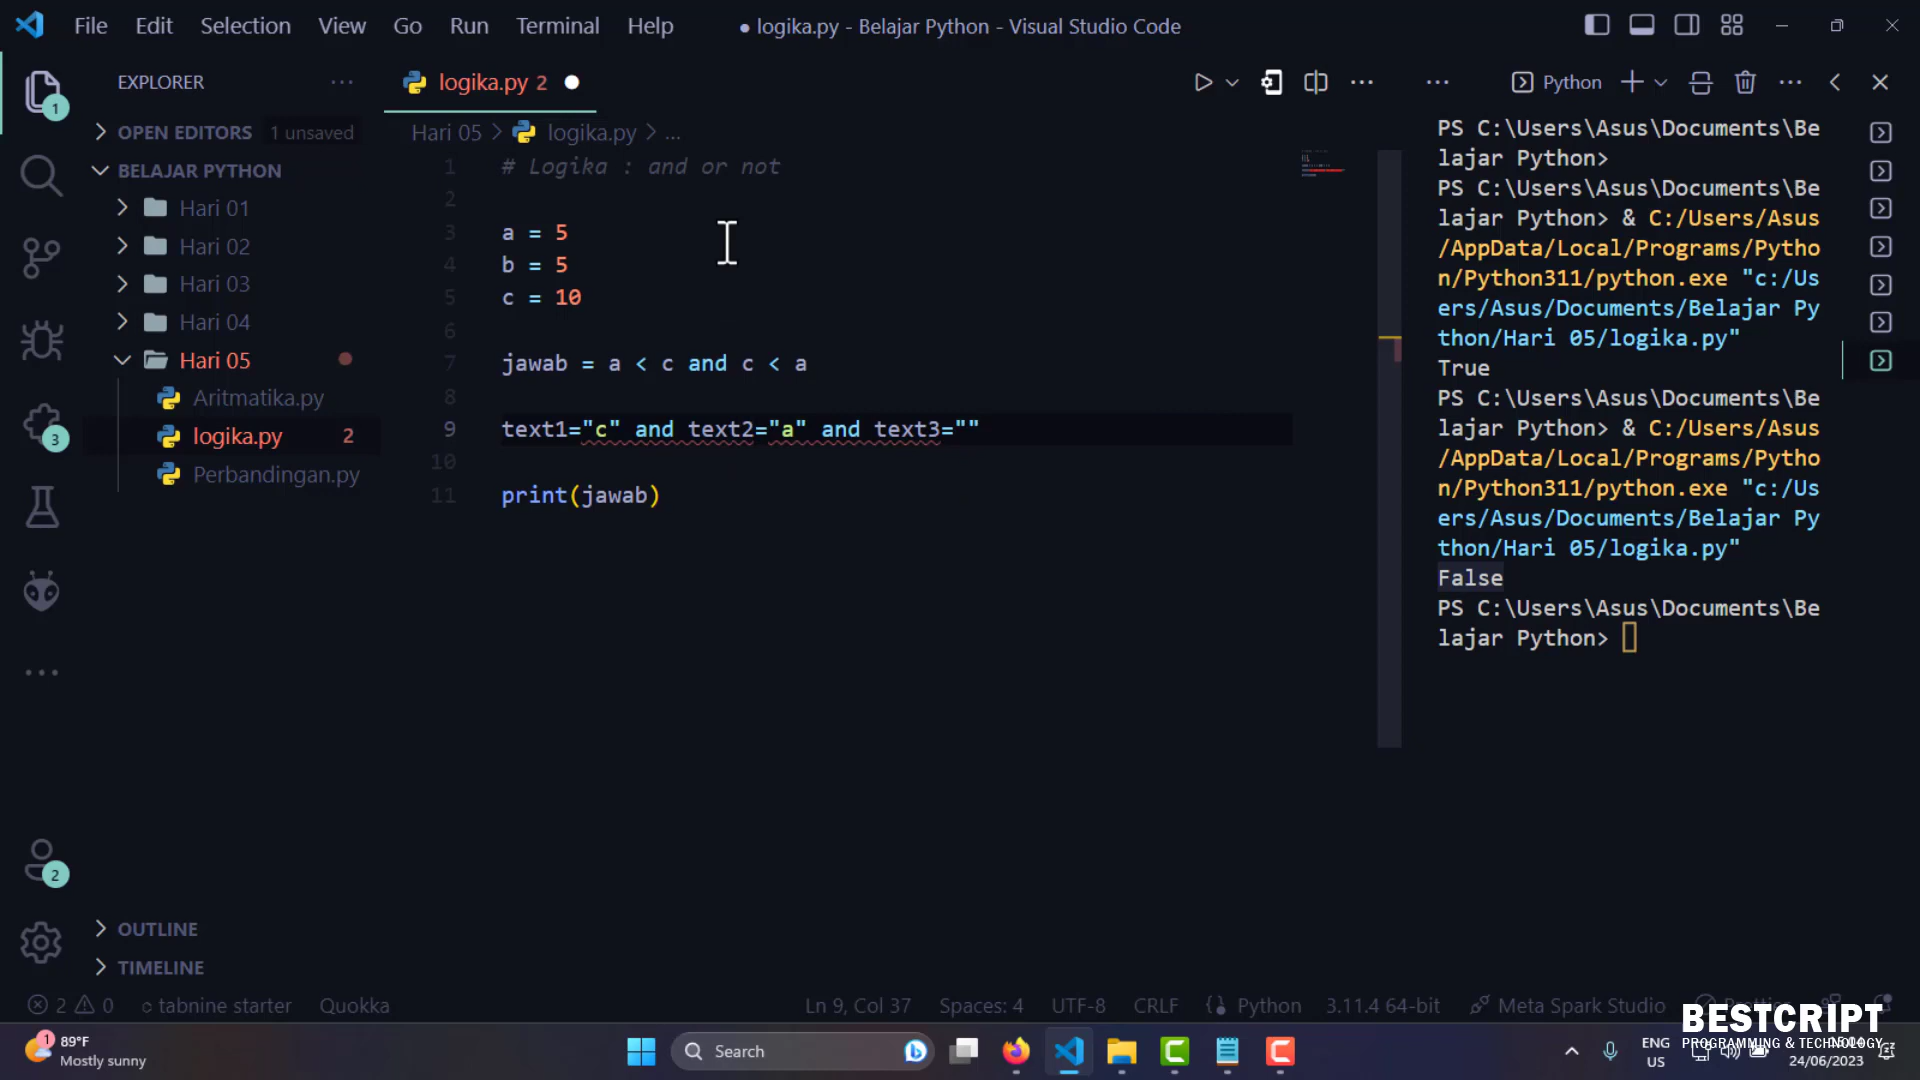 File Edit Selection View Go Run Terminal Help
● logika.py - Belajar Python - Visual Studio Code
EXPLORER
OPEN EDITORS 1 unsaved
BELAJAR PYTHON
Hari 01
Hari 02
Hari 03
Hari 04
Hari 05
Aritmatika.py
logika.py 2
Perbandingan.py
OUTLINE
TIMELINE
1
3
2
logika.py 2
Hari 05 > logika.py > ...
1 # Logika : and or not
2
3 a = 5
4 b = 5
5 c = 10
6
7 jawab = a < c and c < a
8
9 text1="c" and text2="a" and text3=""
10
11 print(jawab)
Python
PS C:\Users\Asus\Documents\Be
lajar Python>
PS C:\Users\Asus\Documents\Be
lajar Python> & C:/Users/Asus
/AppData/Local/Programs/Pytho
n/Python311/python.exe "c:/Us
ers/Asus/Documents/Belajar Py
thon/Hari 05/logika.py"
True
PS C:\Users\Asus\Documents\Be
lajar Python> & C:/Users/Asus
/AppData/Local/Programs/Pytho
n/Python311/python.exe "c:/Us
ers/Asus/Documents/Belajar Py
thon/Hari 05/logika.py"
False
PS C:\Users\Asus\Documents\Be
lajar Python>
2 0 tabnine starter Quokka Ln 9, Col 37 Spaces: 4 UTF-8 CRLF Python 3.11.4 64-bit Meta Spark Studio
BESTCRIPT
PROGRAMMING & TECHNOLOGY
1
89°F
Mostly sunny
Search
ENG
US
24/06/2023